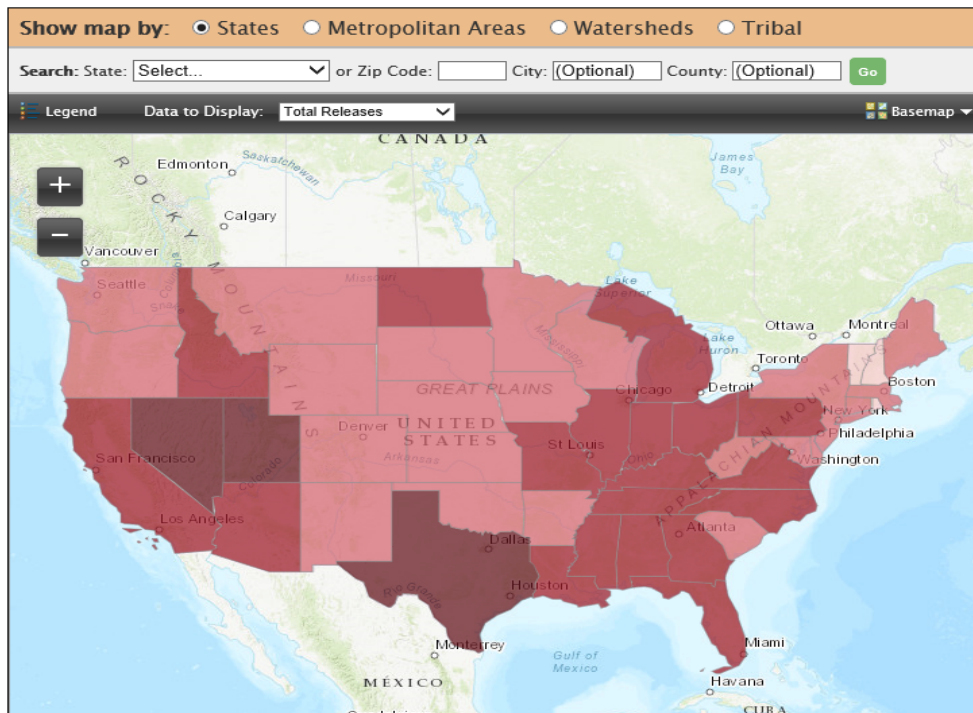 Show map by: States Metropolitan Areas Watersheds Tribal
Search: State: Select... or Zip Code: City: (Optional) County: (Optional) Go
Legend Data to Display: Total Releases Basemap
CANADA
Edmonton
Saskatchewan
James
Bay
ROCKY MOUNTAINS
Calgary
Vancouver
Columbia
Seattle
Snake
Missouri
Lake
Superior
Mississippi
Ottawa
Montreal
Lake
Huron
Toronto
Boston
Chicago
Detroit
GREAT PLAINS
New York
Denver
UNITED
STATES
St Louis
Ohio
Philadelphia
Washington
APPALACHIAN MOUNTAINS
San Francisco
Colorado
Arkansas
Los Angeles
Atlanta
Dallas
Rio Grande
Houston
Monterrey
Gulf of
Mexico
Miami
MÉXICO
Havana
CUBA